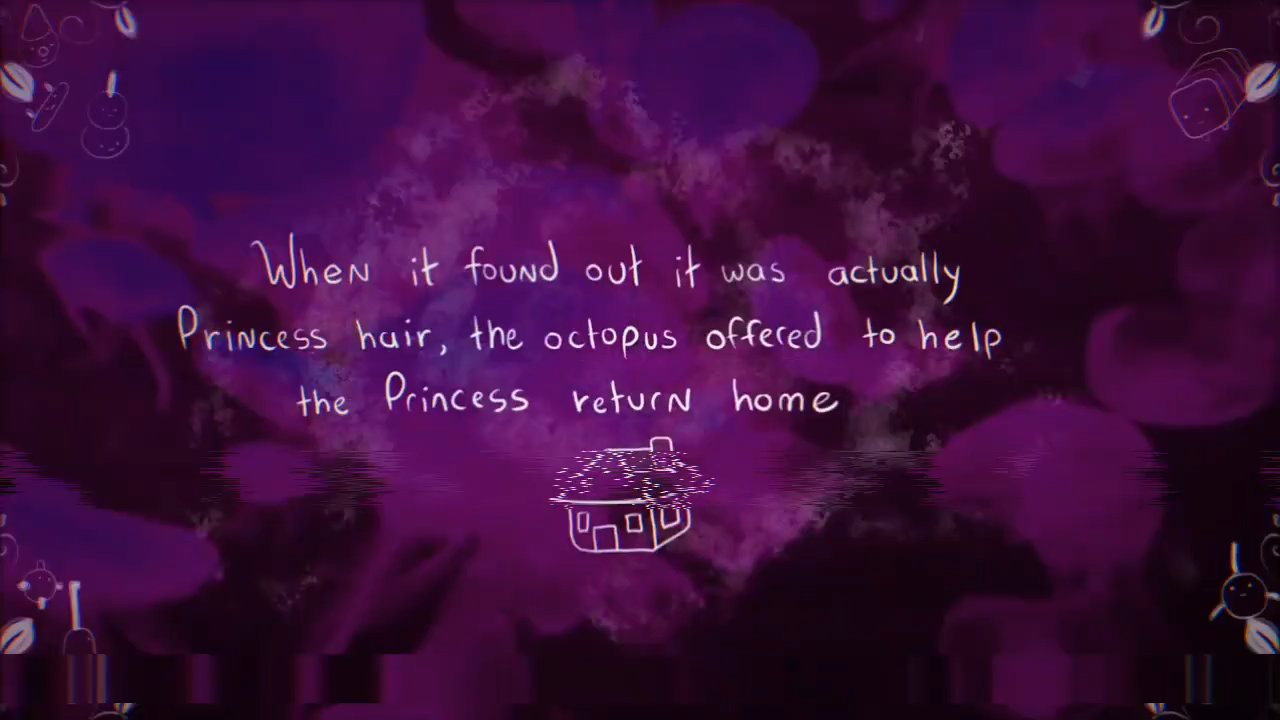 When it found out it was actually
Princess hair, the octopus offered to help
the Princess return home